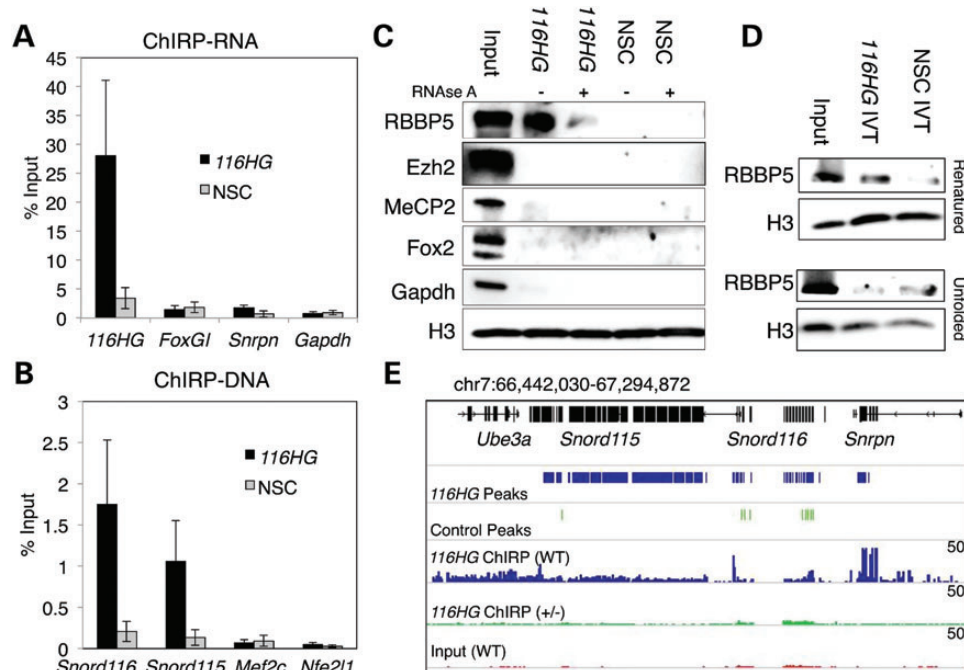 A
ChIRP-RNA
45
40
35
30
25
20
15
10
5
0
% Input
116HG
NSC
116HG FoxGI Snrpn Gapdh
B
ChIRP-DNA
3
2.5
2
1.5
1
0.5
0
% Input
116HG
NSC
Snord116 Snord115 Mef2c Nfe2l1
C
Input 116HG 116HG NSC NSC
RNAse A - + - +
RBBP5
Ezh2
MeCP2
Fox2
Gapdh
H3
D
Input 116HG IVT NSC IVT
RBBP5
H3
Renatured
RBBP5
H3
Unfolded
E
chr7:66,442,030-67,294,872
Ube3a Snord115 Snord116 Snrpn
116HG Peaks
Control Peaks
116HG ChIRP (WT) 50
116HG ChIRP (+/-) 50
Input (WT) 50